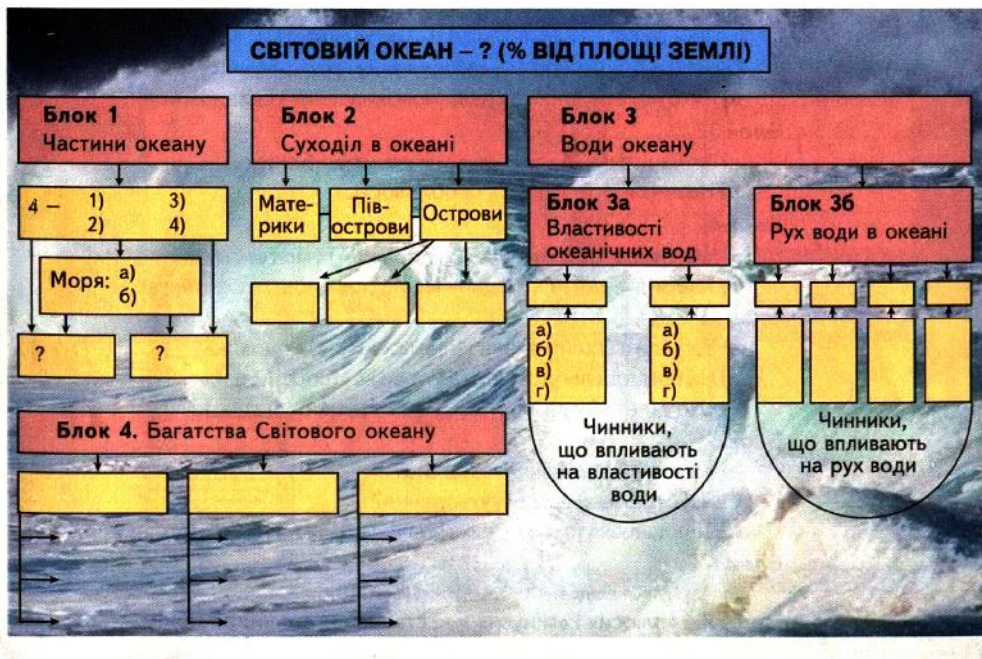 СВІТОВИЙ ОКЕАН – ? (% ВІД ПЛОЩІ ЗЕМЛІ)
Блок 1
Частини океану
4 – 1) 3)
2) 4)
Моря: а)
б)
?
?
Блок 2
Суходіл в океані
Мате-
рики
Пів-
острови
Острови
Блок 3
Води океану
Блок 3а
Властивості
океанічних вод
а)
б)
в)
г)
а)
б)
в)
г)
Чинники,
що впливають
на властивості
води
Блок 3б
Рух води в океані
Чинники,
що впливають
на рух води
Блок 4. Багатства Світового океану